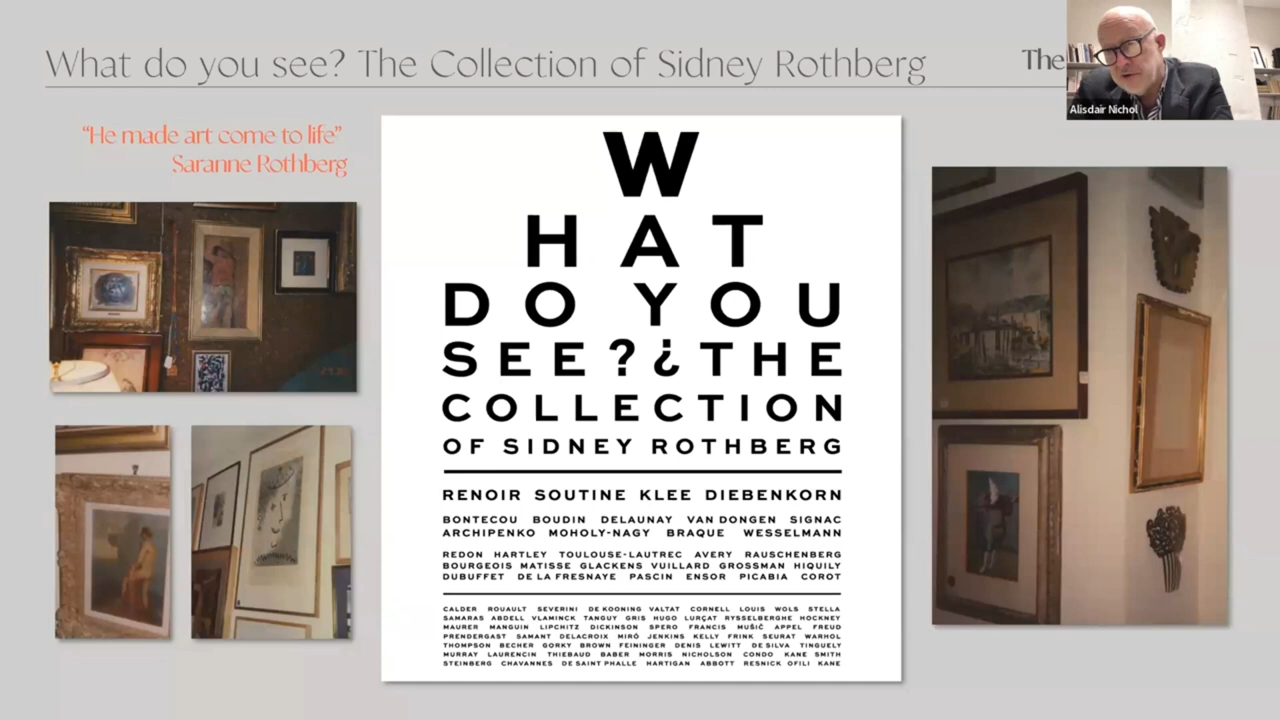 What do you see? The Collection of Sidney Rothberg
The
Alisdair Nichol
“He made art come to life”
Saranne Rothberg
W
HAT
DO YOU
SEE?¿THE
COLLECTION
OF SIDNEY ROTHBERG
RENOIR SOUTINE KLEE DIEBENKORN
BONTECOU BOUDIN DELAUNAY VAN DONGEN SIGNAC
ARCHIPENKO MOHOLY-NAGY BRAQUE WESSELMANN
REDON HARTLEY TOULOUSE-LAUTREC AVERY RAUSCHENBERG
BOURGEOIS MATISSE GLACKENS VUILLARD GROSSMAN HIQUILY
DUBUFFET DE LA FRESNAYE PASCIN ENSOR PICABIA COROT
CALDER ROUAULT SEVERINI DE KOONING VALTAT CORNELL LOUIS WOLS STELLA
SAMARAS ABDELL VLAMINCK TANGUY GRIS HUGO LURÇAT RYSSELBERGHE HOCKNEY
MAURER MANGUIN LIPCHITZ DICKINSON SPERO FRANCIS MUŠIČ APPEL FREUD
PRENDERGAST SAMANT DELACROIX MIRÓ JENKINS KELLY FRINK SEURAT WARHOL
THOMPSON BECHER GORKY BROWN FEININGER DENIS LEWITT DE SILVA TINGUELY
MURRAY LAURENCIN THIEBAUD BABER MORRIS NICHOLSON CONDO KANE SMITH
STEINBERG CHAVANNES DE SAINT PHALLE HARTIGAN ABBOTT RESNICK OFILI KANE